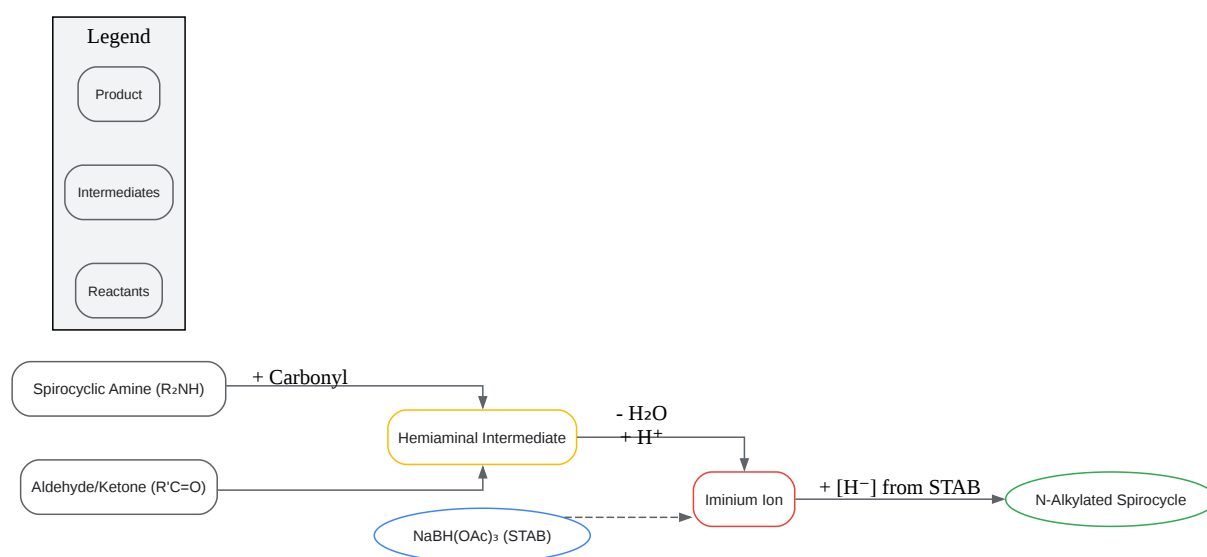 Legend
Product
Intermediates
Reactants
Spirocyclic Amine (R₂NH)
+ Carbonyl
Hemiaminal Intermediate
- H₂O
+ H⁺
Aldehyde/Ketone (R'C=O)
Iminium Ion
+ [H⁻] from STAB
N-Alkylated Spirocycle
NaBH(OAc)₃ (STAB)